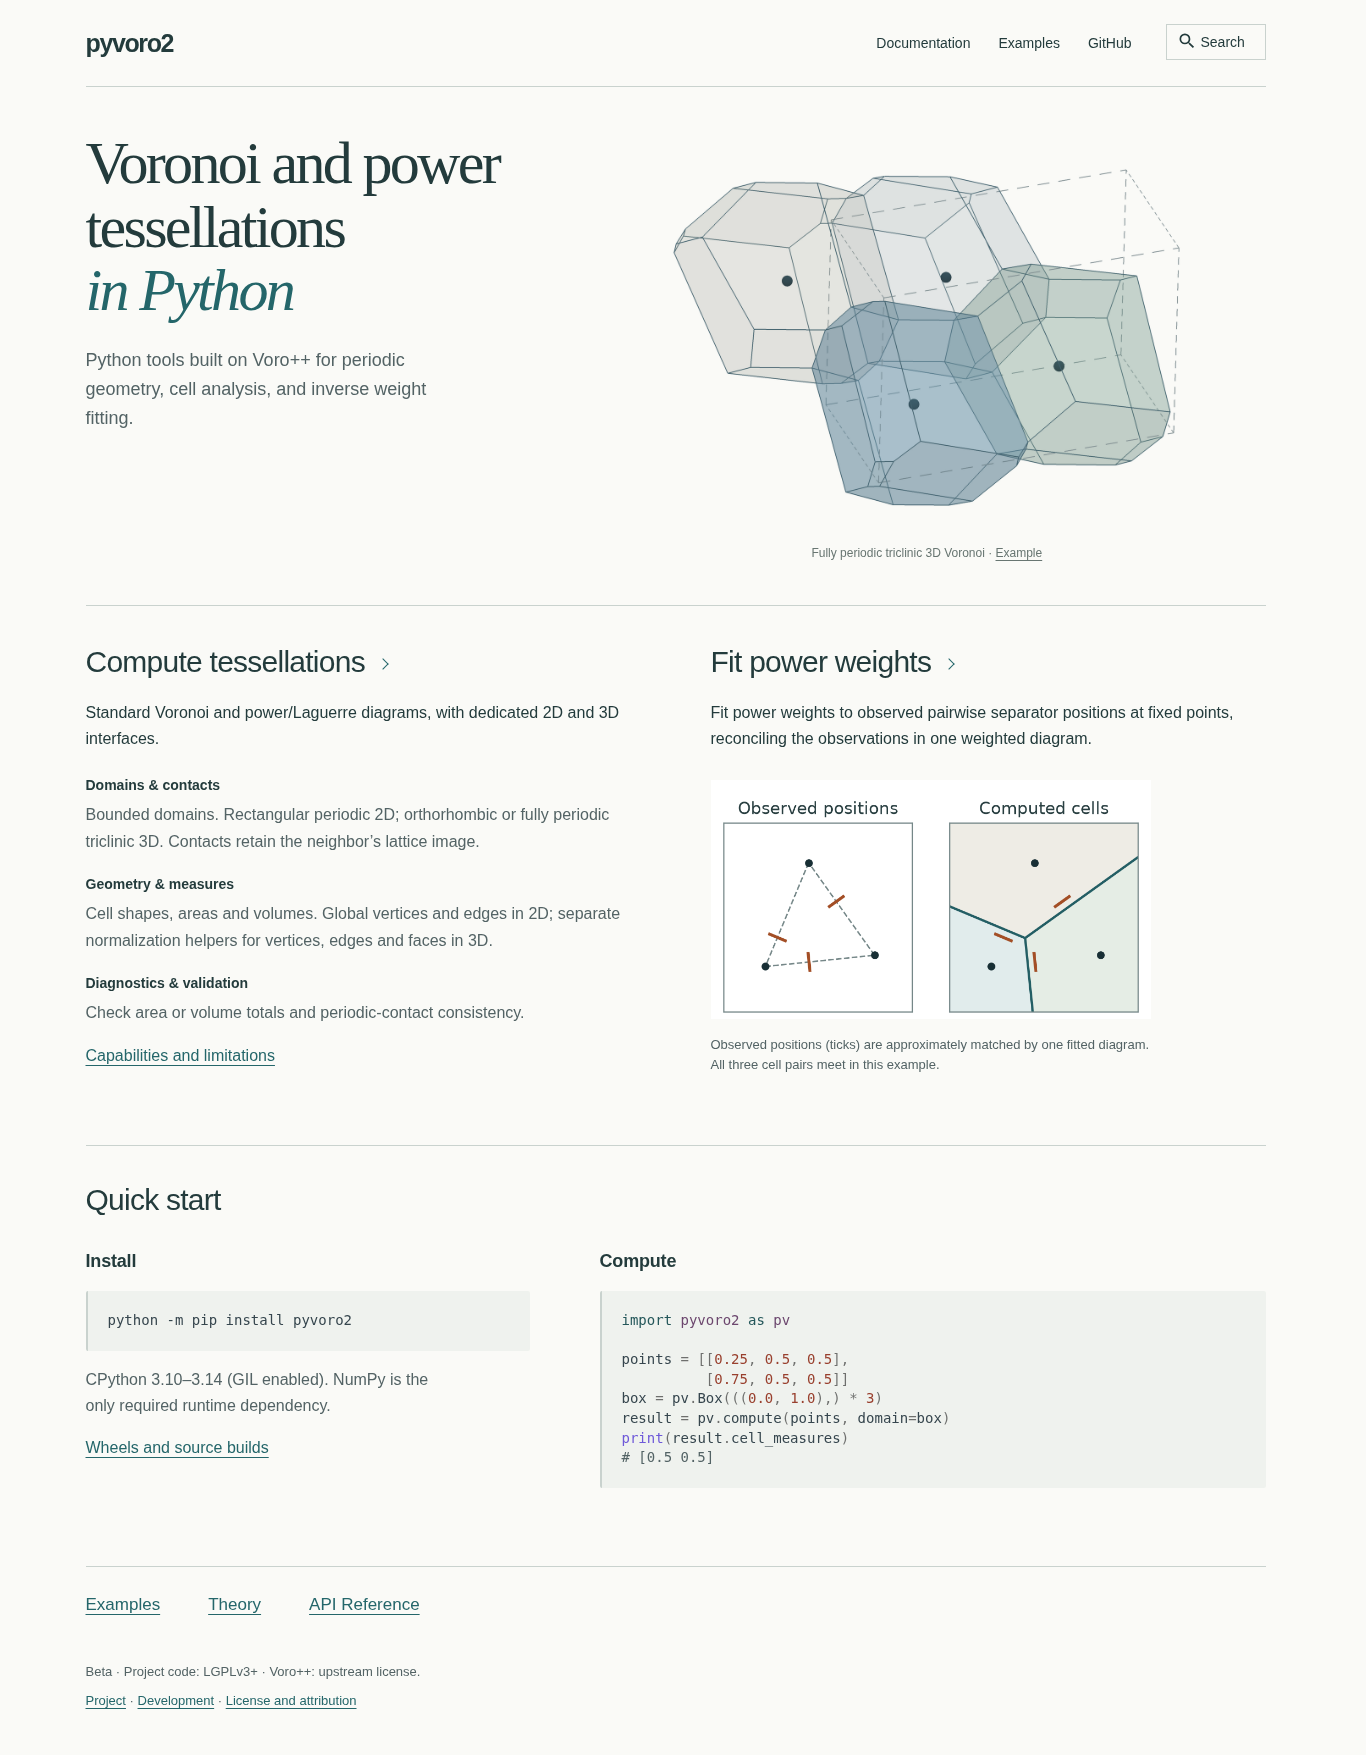 pyvoro2
Documentation Examples GitHub Search
Voronoi and power
tessellations
in Python
Python tools built on Voro++ for periodic
geometry, cell analysis, and inverse weight
fitting.
Fully periodic triclinic 3D Voronoi · Example
Compute tessellations
Standard Voronoi and power/Laguerre diagrams, with dedicated 2D and 3D
interfaces.
Domains & contacts
Bounded domains. Rectangular periodic 2D; orthorhombic or fully periodic
triclinic 3D. Contacts retain the neighbor’s lattice image.
Geometry & measures
Cell shapes, areas and volumes. Global vertices and edges in 2D; separate
normalization helpers for vertices, edges and faces in 3D.
Diagnostics & validation
Check area or volume totals and periodic-contact consistency.
Capabilities and limitations
Fit power weights
Fit power weights to observed pairwise separator positions at fixed points,
reconciling the observations in one weighted diagram.
Observed positions Computed cells
Observed positions (ticks) are approximately matched by one fitted diagram.
All three cell pairs meet in this example.
Quick start
Install
python -m pip install pyvoro2
CPython 3.10–3.14 (GIL enabled). NumPy is the
only required runtime dependency.
Wheels and source builds
Compute
import pyvoro2 as pv
points = [[0.25, 0.5, 0.5],
          [0.75, 0.5, 0.5]]
box = pv.Box(((0.0, 1.0),) * 3)
result = pv.compute(points, domain=box)
print(result.cell_measures)
# [0.5 0.5]
Examples Theory API Reference
Beta · Project code: LGPLv3+ · Voro++: upstream license.
Project · Development · License and attribution